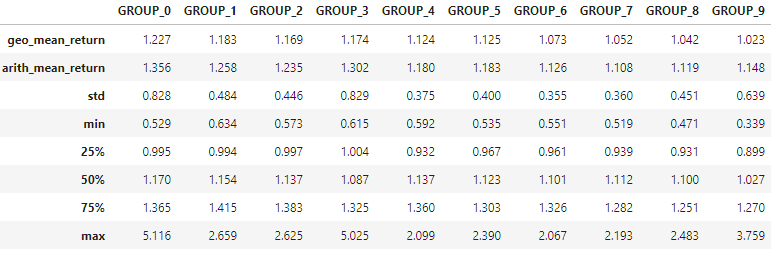 GROUP_0 GROUP_1 GROUP_2 GROUP_3 GROUP_4 GROUP_5 GROUP_6 GROUP_7 GROUP_8 GROUP_9
geo_mean_return 1.227 1.183 1.169 1.174 1.124 1.125 1.073 1.052 1.042 1.023
arith_mean_return 1.356 1.258 1.235 1.302 1.180 1.183 1.126 1.108 1.119 1.148
std 0.828 0.484 0.446 0.829 0.375 0.400 0.355 0.360 0.451 0.639
min 0.529 0.634 0.573 0.615 0.592 0.535 0.551 0.519 0.471 0.339
25% 0.995 0.994 0.997 1.004 0.932 0.967 0.961 0.939 0.931 0.899
50% 1.170 1.154 1.137 1.087 1.137 1.123 1.101 1.112 1.100 1.027
75% 1.365 1.415 1.383 1.325 1.360 1.303 1.326 1.282 1.251 1.270
max 5.116 2.659 2.625 5.025 2.099 2.390 2.067 2.193 2.483 3.759